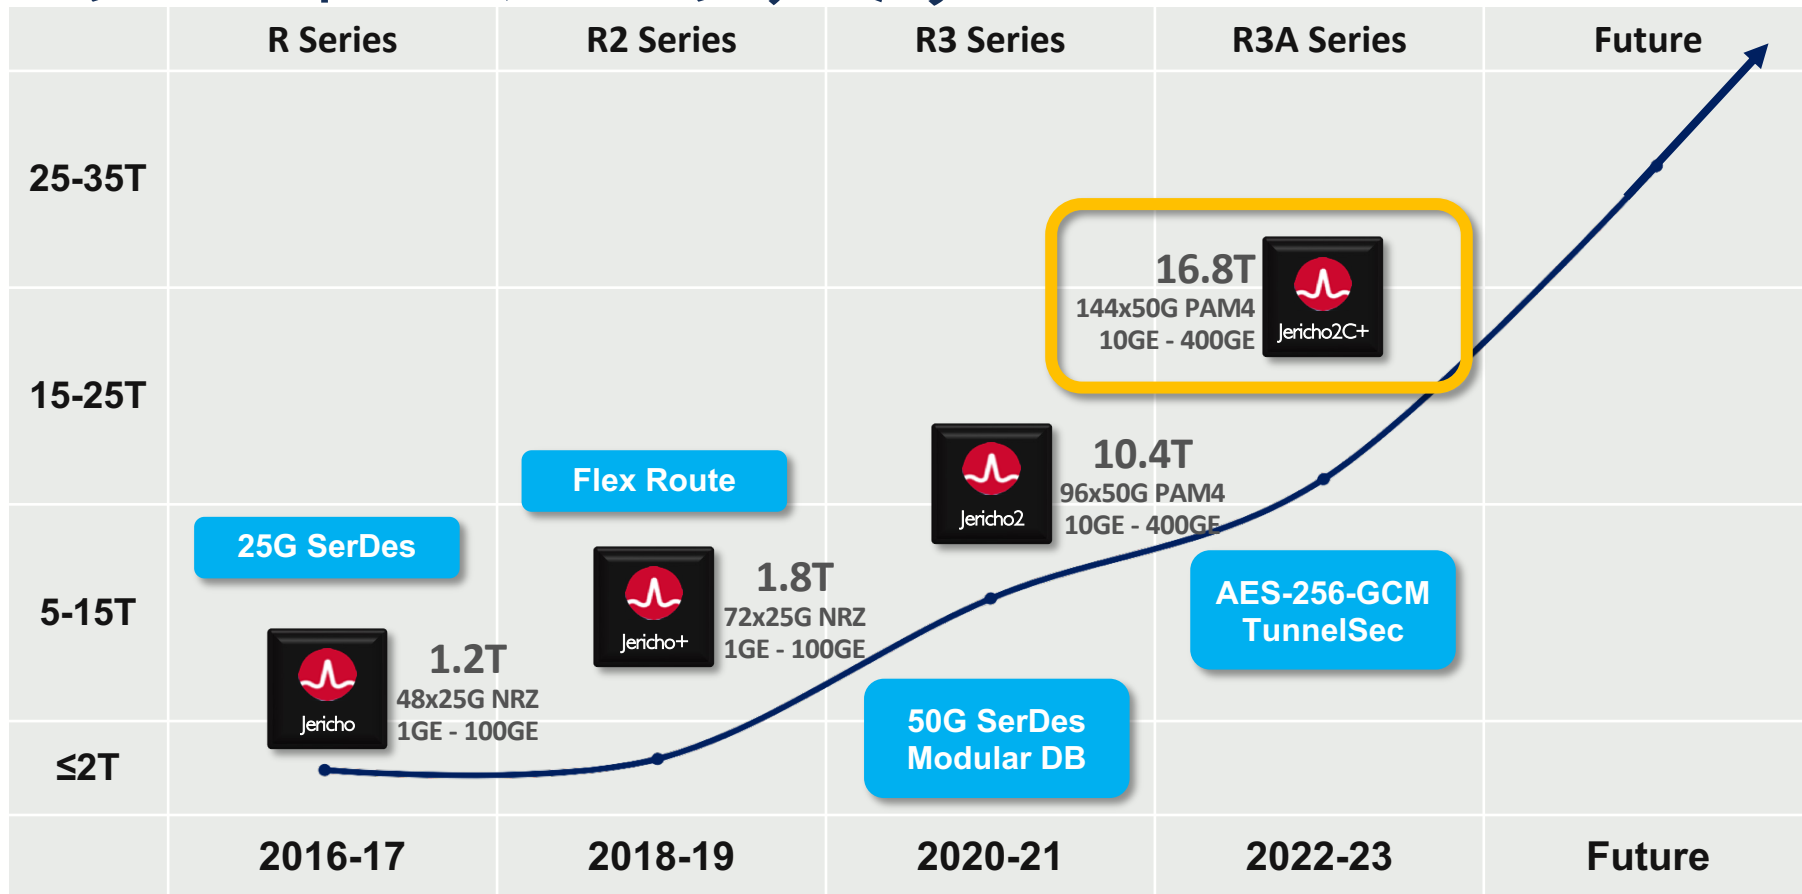 R Series
R2 Series
R3 Series
R3A Series
Future
25-35T
16.8T
144x50G PAM4
10GE - 400GE
Jericho2C+
15-25T
10.4T
96x50G PAM4
10GE - 400GE
Jericho2
Flex Route
25G SerDes
5-15T
1.8T
72x25G NRZ
1GE - 100GE
Jericho+
AES-256-GCM
TunnelSec
1.2T
48x25G NRZ
1GE - 100GE
Jericho
50G SerDes
Modular DB
≤2T
2016-17
2018-19
2020-21
2022-23
Future